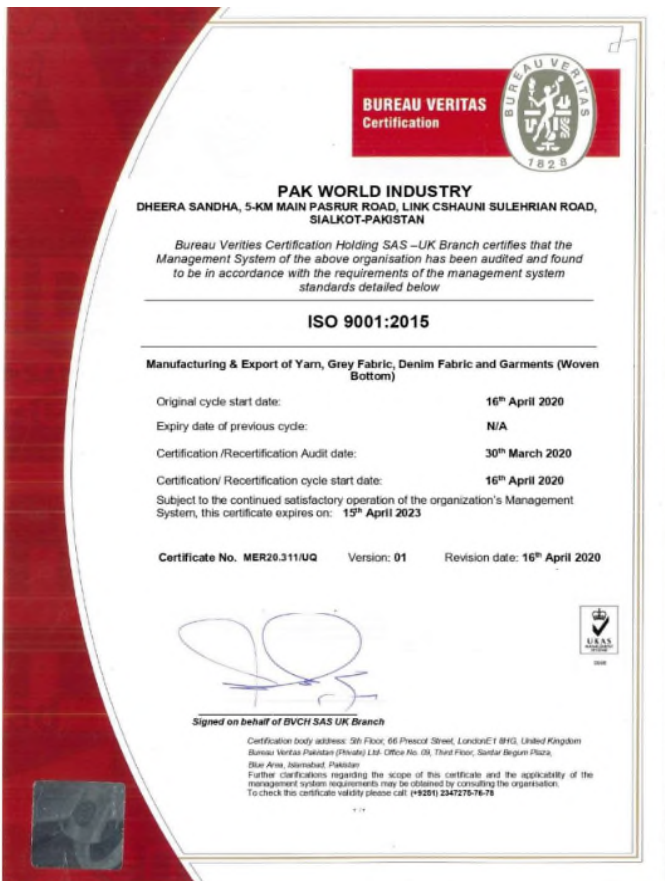 BUREAU VERITAS
Certification
BUREAU VERITAS
1828
PAK WORLD INDUSTRY
DHEERA SANDHA, 5-KM MAIN PASRUR ROAD, LINK CSHAUNI SULEHRIAN ROAD,
SIALKOT-PAKISTAN
Bureau Verities Certification Holding SAS –UK Branch certifies that the
Management System of the above organisation has been audited and found
to be in accordance with the requirements of the management system
standards detailed below
ISO 9001:2015
Manufacturing & Export of Yarn, Grey Fabric, Denim Fabric and Garments (Woven
Bottom)
Original cycle start date: 16th April 2020
Expiry date of previous cycle: N/A
Certification /Recertification Audit date: 30th March 2020
Certification/ Recertification cycle start date: 16th April 2020
Subject to the continued satisfactory operation of the organization's Management
System, this certificate expires on: 15th April 2023
Certificate No. MER20.311/UQ Version: 01 Revision date: 16th April 2020
UKAS
Signed on behalf of BVCH SAS UK Branch
Certification body address: 5th Floor, 66 Prescot Street, LondonE1 8HG, United Kingdom
Bureau Veritas Pakistan (Private) Ltd- Office No. 09, Third Floor, Sardar Begum Plaza,
Blue Area, Islamabad, Pakistan
Further clarifications regarding the scope of this certificate and the applicability of the
management system requirements may be obtained by consulting the organisation.
To check this certificate validity please call: (+9251) 2347275-76-78